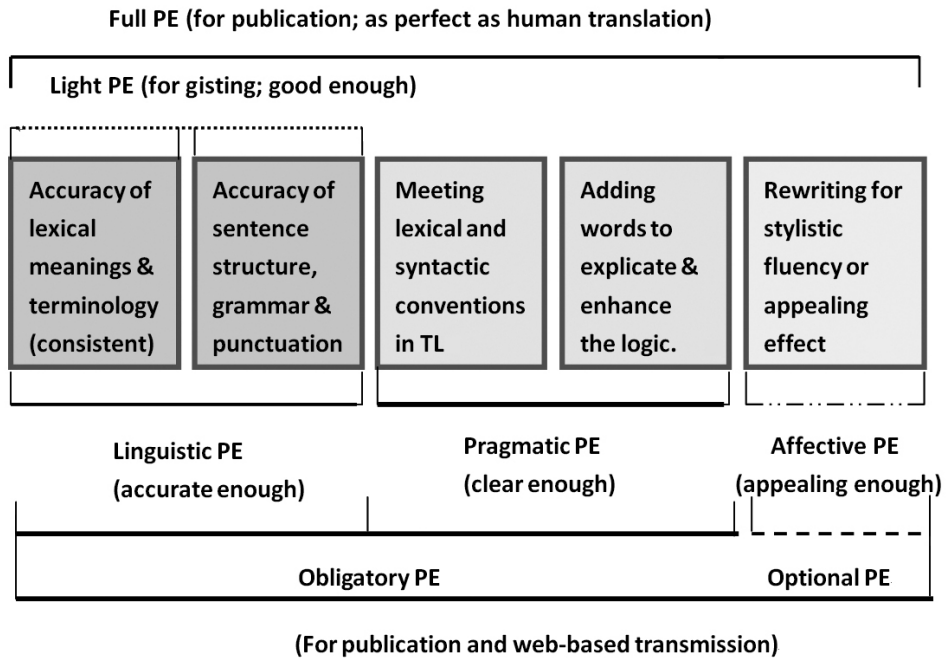 Full PE (for publication; as perfect as human translation)
Light PE (for gisting; good enough)
Accuracy of
lexical
meanings &
terminology
(consistent)
Accuracy of
sentence
structure,
grammar &
punctuation
Meeting
lexical and
syntactic
conventions
in TL
Adding
words to
explicate &
enhance
the logic.
Rewriting for
stylistic
fluency or
appealing
effect
Linguistic PE
(accurate enough)
Pragmatic PE
(clear enough)
Affective PE
(appealing enough)
Obligatory PE
Optional PE
(For publication and web-based transmission)